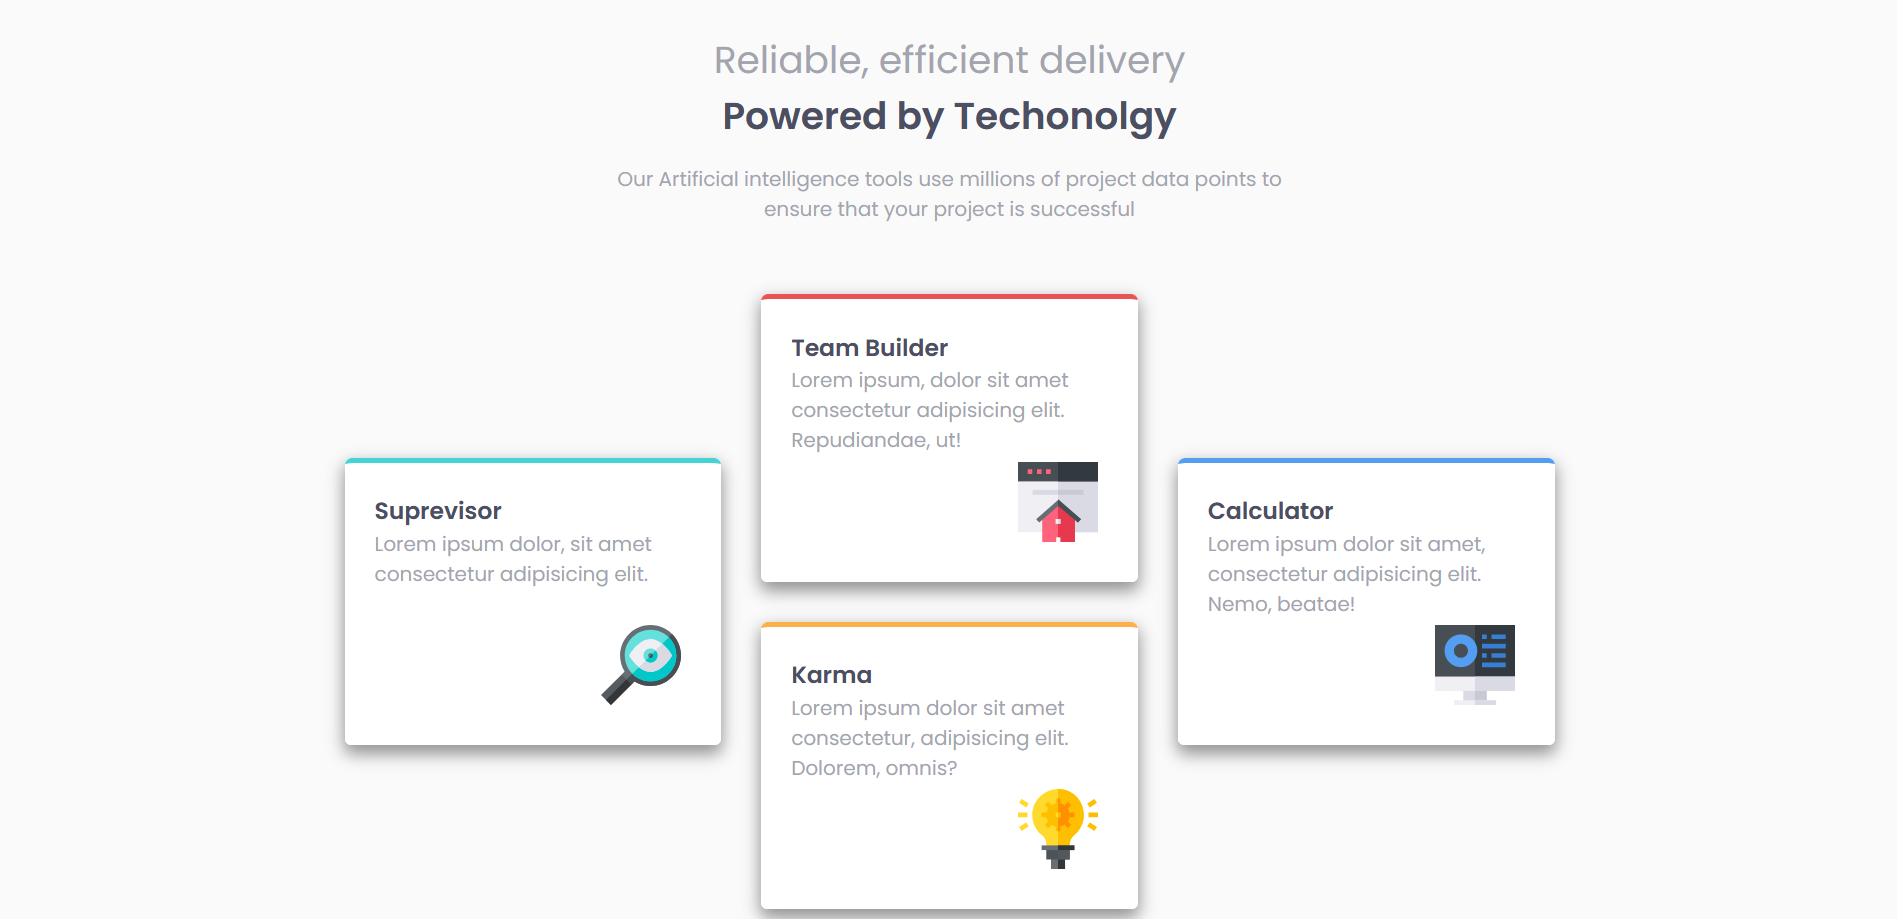 Reliable, efficient delivery
Powered by Techonolgy
Our Artificial intelligence tools use millions of project data points to
ensure that your project is successful
Team Builder
Lorem ipsum, dolor sit amet
consectetur adipisicing elit.
Repudiandae, ut!
Suprevisor
Lorem ipsum dolor, sit amet
consectetur adipisicing elit.
Calculator
Lorem ipsum dolor sit amet,
consectetur adipisicing elit.
Nemo, beatae!
Karma
Lorem ipsum dolor sit amet
consectetur, adipisicing elit.
Dolorem, omnis?